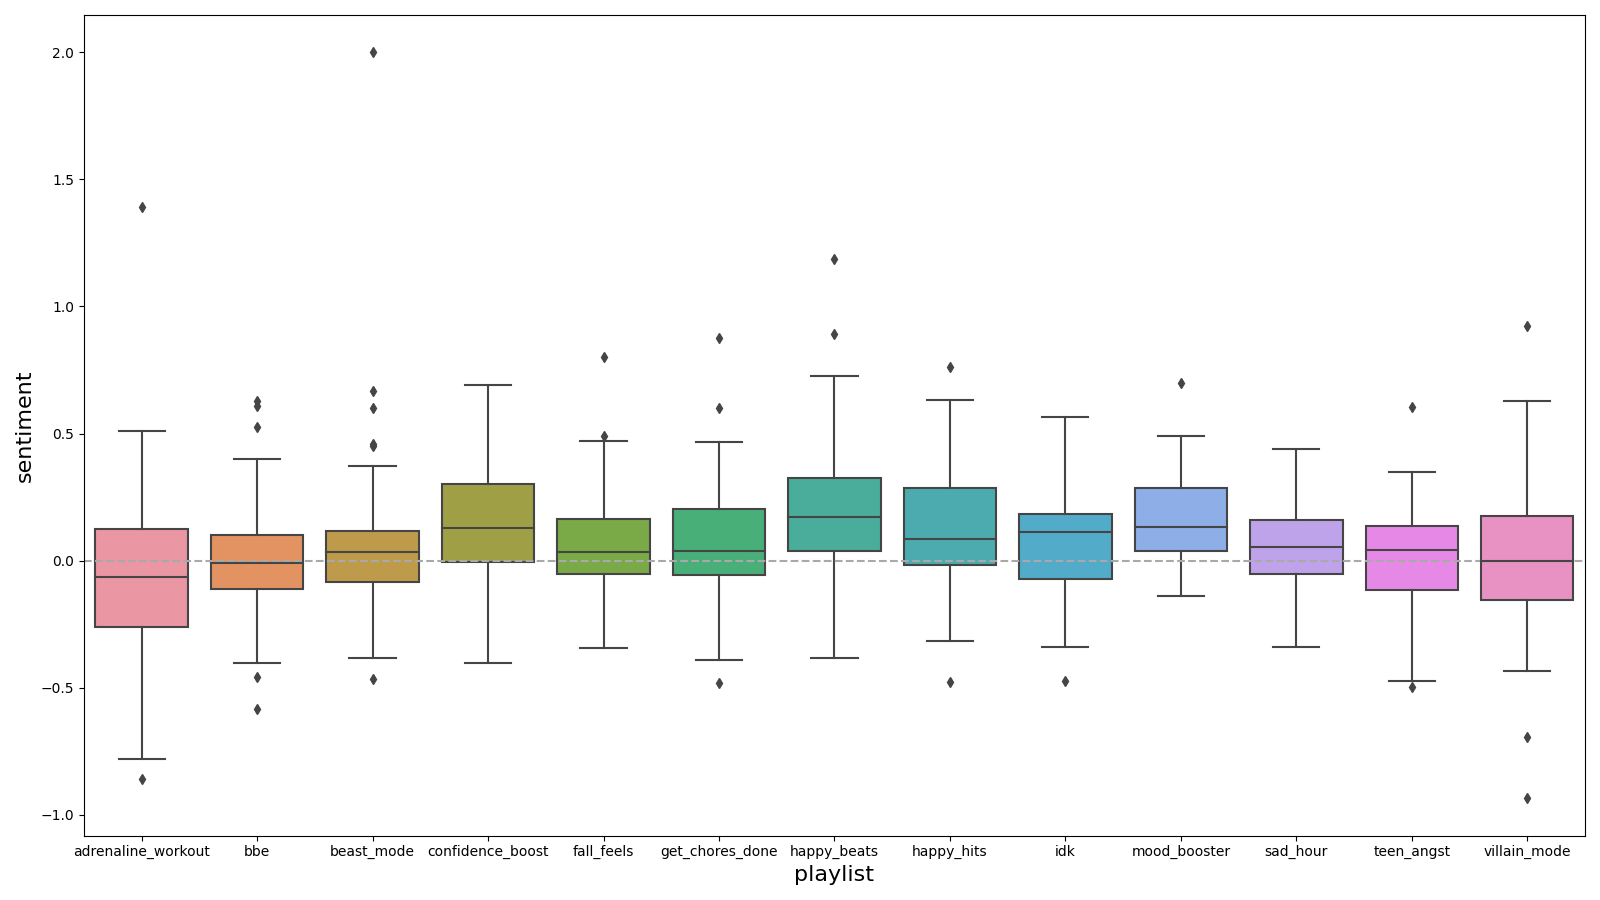 sentiment
2.0
1.5
1.0
0.5
0.0
−0.5
−1.0
adrenaline_workout bbe beast_mode confidence_boost fall_feels get_chores_done happy_beats happy_hits idk mood_booster sad_hour teen_angst villain_mode
playlist